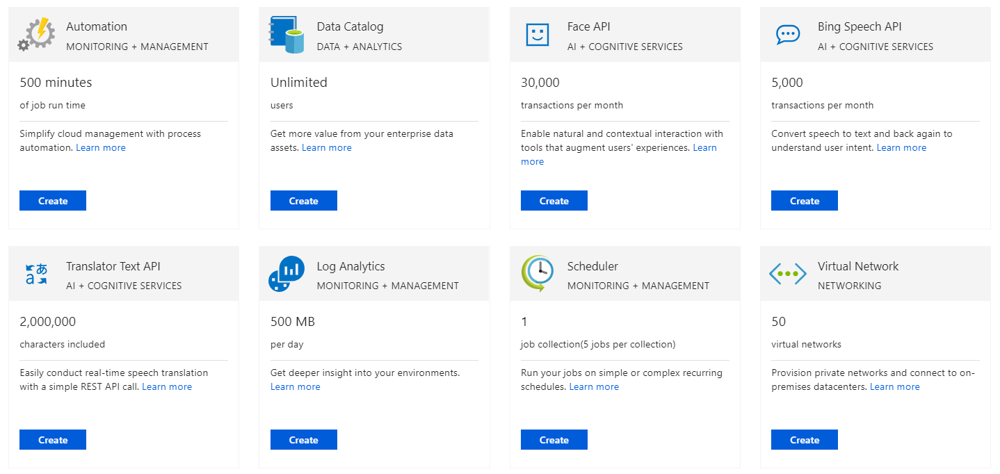 Automation
MONITORING + MANAGEMENT
500 minutes
of job run time
Simplify cloud management with process
automation. Learn more
Create
Data Catalog
DATA + ANALYTICS
Unlimited
users
Get more value from your enterprise data
assets. Learn more
Create
Face API
AI + COGNITIVE SERVICES
30,000
transactions per month
Enable natural and contextual interaction with
tools that augment users' experiences. Learn
more
Create
Bing Speech API
AI + COGNITIVE SERVICES
5,000
transactions per month
Convert speech to text and back again to
understand user intent. Learn more
Create
あ
a
Translator Text API
AI + COGNITIVE SERVICES
2,000,000
characters included
Easily conduct real-time speech translation
with a simple REST API call. Learn more
Create
Log Analytics
MONITORING + MANAGEMENT
500 MB
per day
Get deeper insight into your environments.
Learn more
Create
Scheduler
MONITORING + MANAGEMENT
1
job collection(5 jobs per collection)
Run your jobs on simple or complex recurring
schedules. Learn more
Create
Virtual Network
NETWORKING
50
virtual networks
Provision private networks and connect to on-
premises datacenters. Learn more
Create